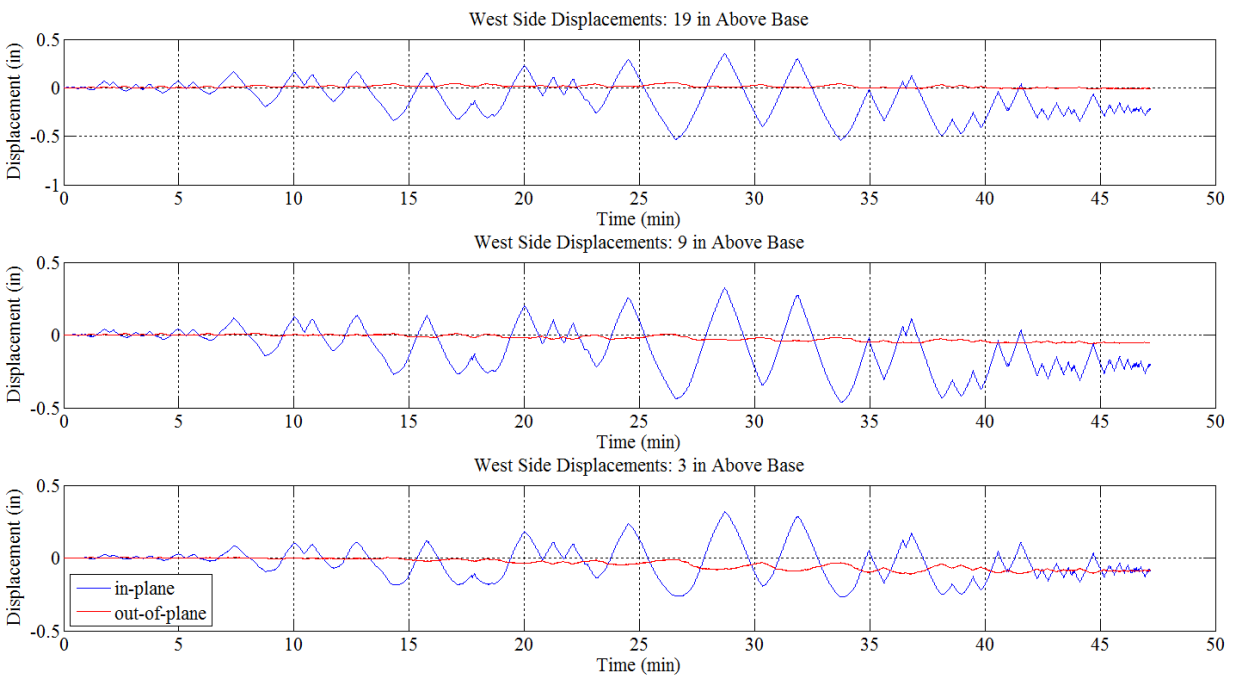 West Side Displacements: 19 in Above Base
Displacement (in)
0.5
0
-0.5
-1
0 5 10 15 20 25 30 35 40 45 50
Time (min)
West Side Displacements: 9 in Above Base
Displacement (in)
0.5
0
-0.5
0 5 10 15 20 25 30 35 40 45 50
Time (min)
West Side Displacements: 3 in Above Base
Displacement (in)
0.5
0
-0.5
in-plane
out-of-plane
0 5 10 15 20 25 30 35 40 45 50
Time (min)